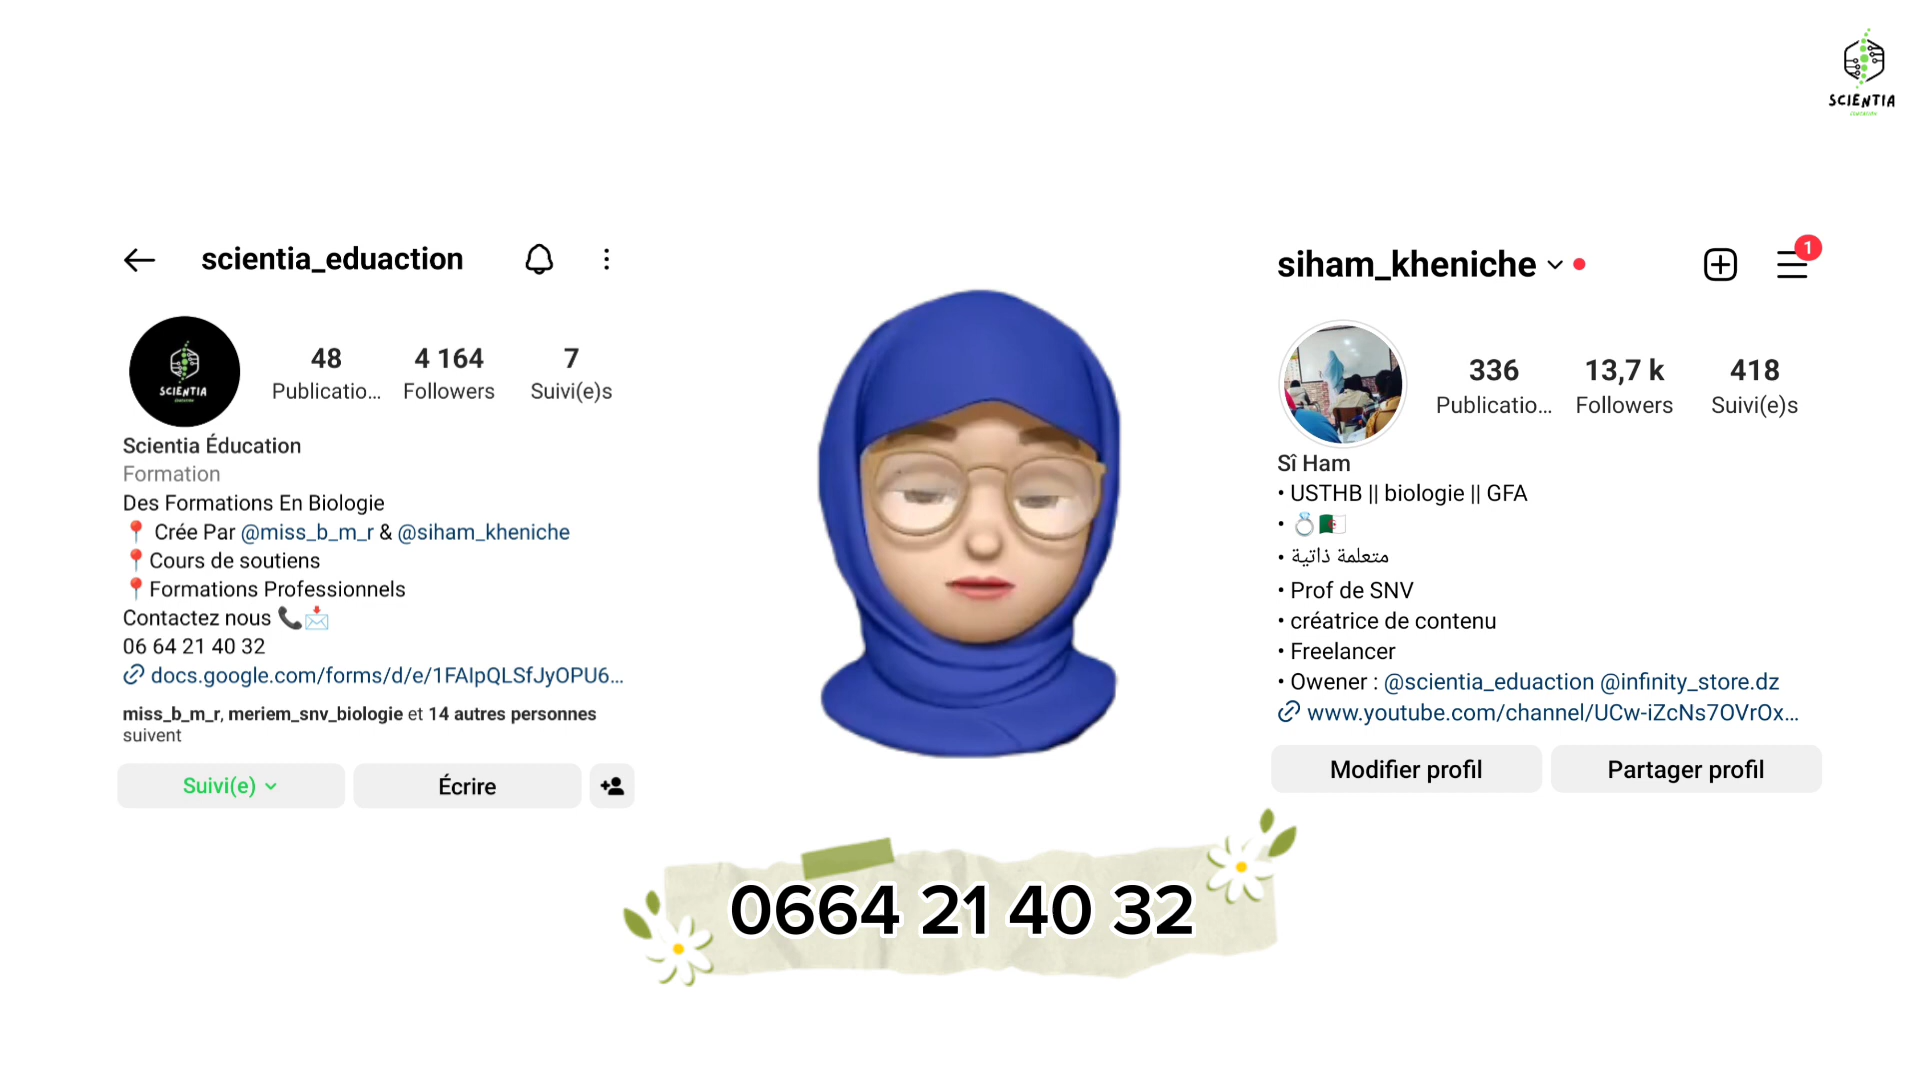 SCIENTIA
EDUCATION
scientia_eduaction
SCIENTIA
48
4 164
7
Publicatio...
Followers
Suivi(e)s
Scientia Éducation
Formation
Des Formations En Biologie
📍 Crée Par @miss_b_m_r & @siham_kheniche
📍Cours de soutiens
📍Formations Professionnels
Contactez nous 📞📩
06 64 21 40 32
docs.google.com/forms/d/e/1FAIpQLSfJyOPU6...
miss_b_m_r, meriem_snv_biologie et 14 autres personnes
suivent
Suivi(e)
Écrire
siham_kheniche
1
336
13,7 k
418
Publicatio...
Followers
Suivi(e)s
Sî Ham
• USTHB || biologie || GFA
• 💍🇩🇿
• متعلمة ذاتية
• Prof de SNV
• créatrice de contenu
• Freelancer
• Owener : @scientia_eduaction @infinity_store.dz
www.youtube.com/channel/UCw-iZcNs7OVrOx...
Modifier profil
Partager profil
0664 21 40 32